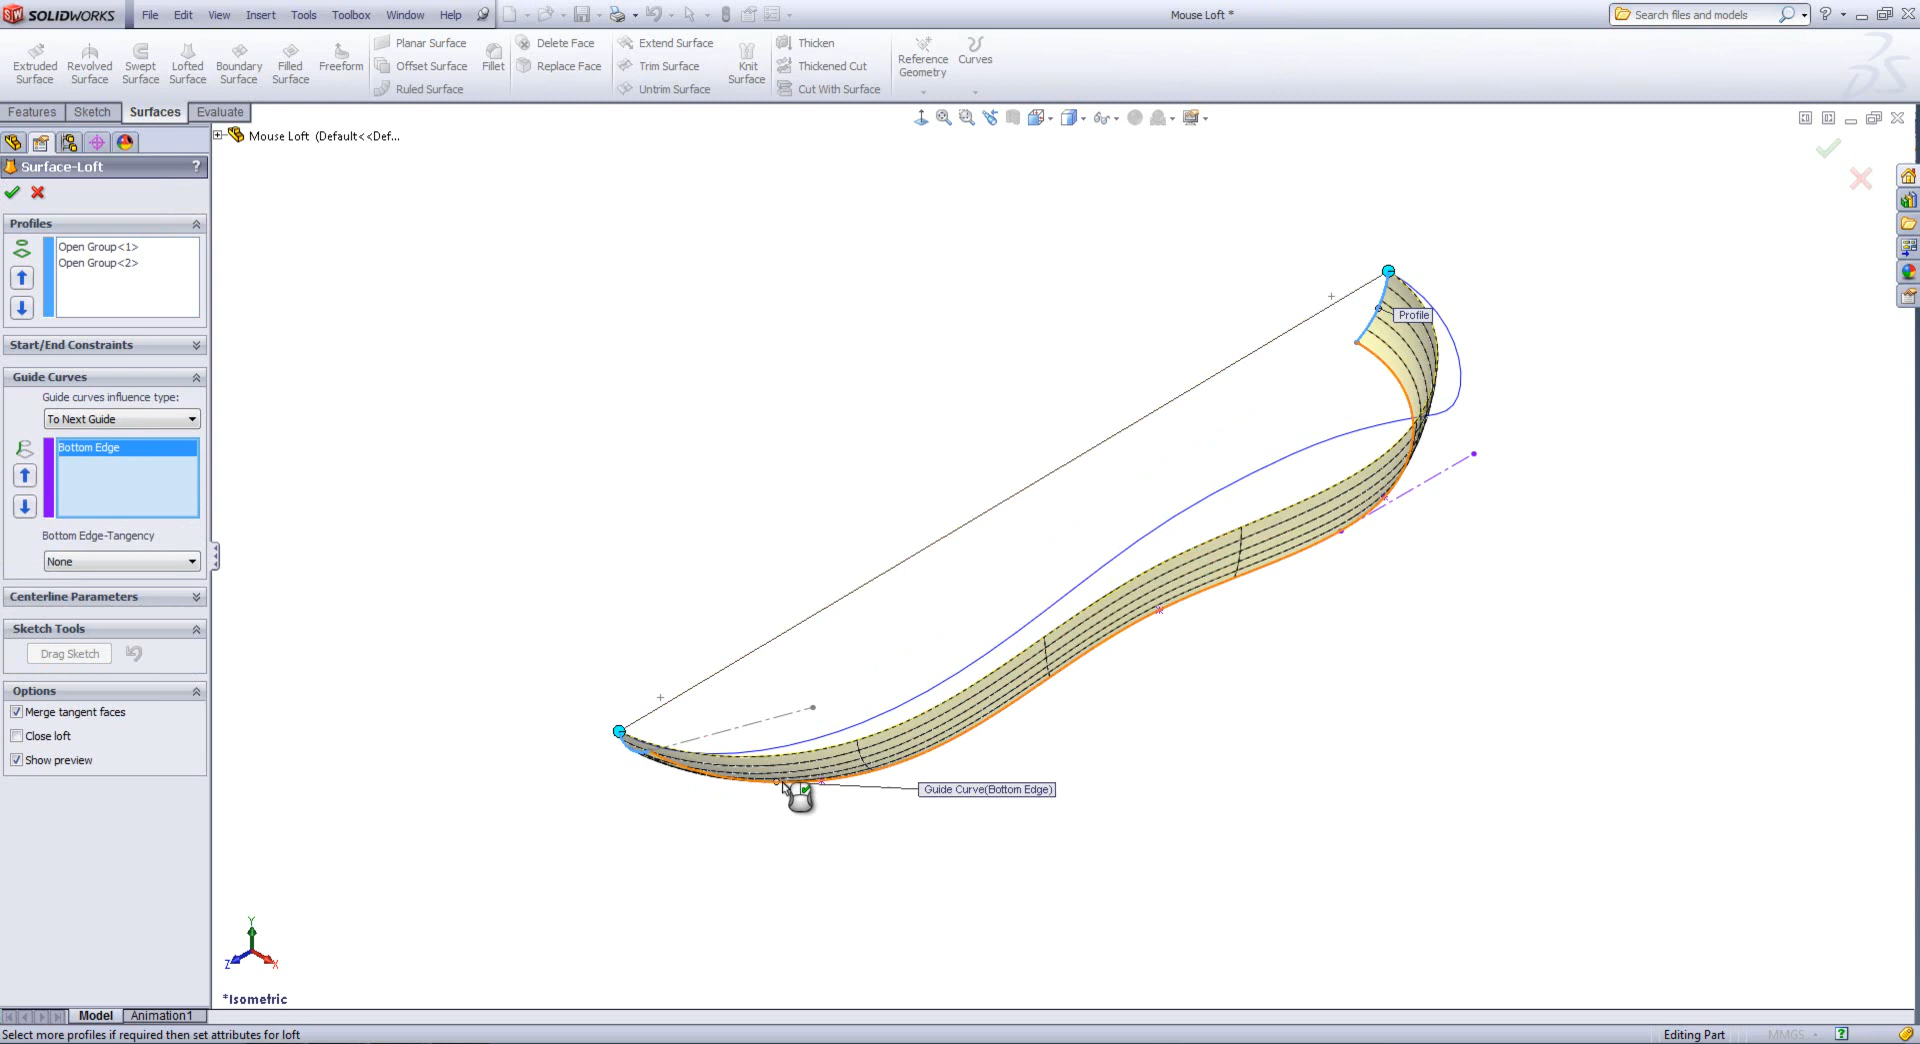 SW SOLIDWORKS File Edit View Insert Tools Toolbox Window Help Mouse Loft * Search files and models ?
Extruded Surface
Revolved Surface
Swept Surface
Lofted Surface
Boundary Surface
Filled Surface
Freeform
Planar Surface
Offset Surface
Ruled Surface
Fillet
Delete Face
Replace Face
Extend Surface
Trim Surface
Untrim Surface
Knit Surface
Thicken
Thickened Cut
Cut With Surface
Reference Geometry
Curves
Features Sketch Surfaces Evaluate
Mouse Loft (Default<<Def...
Surface-Loft ?
Profiles
Open Group<1>
Open Group<2>
Start/End Constraints
Guide Curves
Guide curves influence type:
To Next Guide
Bottom Edge
Bottom Edge-Tangency
None
Centerline Parameters
Sketch Tools
Drag Sketch
Options
Merge tangent faces
Close loft
Show preview
Profile
Guide Curve(Bottom Edge)
Y
Z X
*Isometric
Model Animation1
Select more profiles if required then set attributes for loft Editing Part MMGS ?